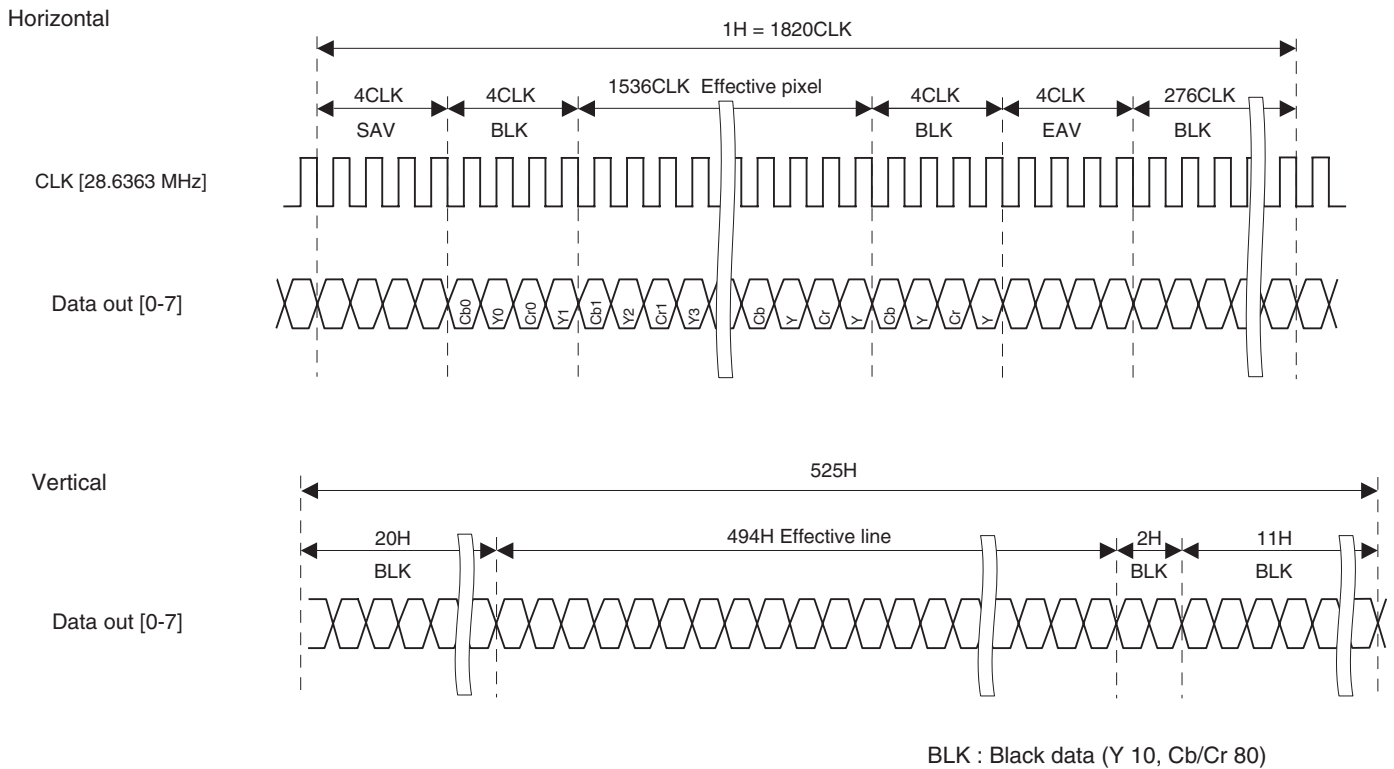 Horizontal
1H = 1820CLK
4CLK 4CLK 1536CLK Effective pixel 4CLK 4CLK 276CLK
SAV BLK BLK EAV BLK
CLK [28.6363 MHz]
Data out [0-7]
Cb0 Y0 Cr0 Y1 Cb1 Y2 Cr1 Y3 Cb Y Cr Y Cb Y Cr Y
Vertical
525H
20H 494H Effective line 2H 11H
BLK BLK BLK
Data out [0-7]
BLK : Black data (Y 10, Cb/Cr 80)